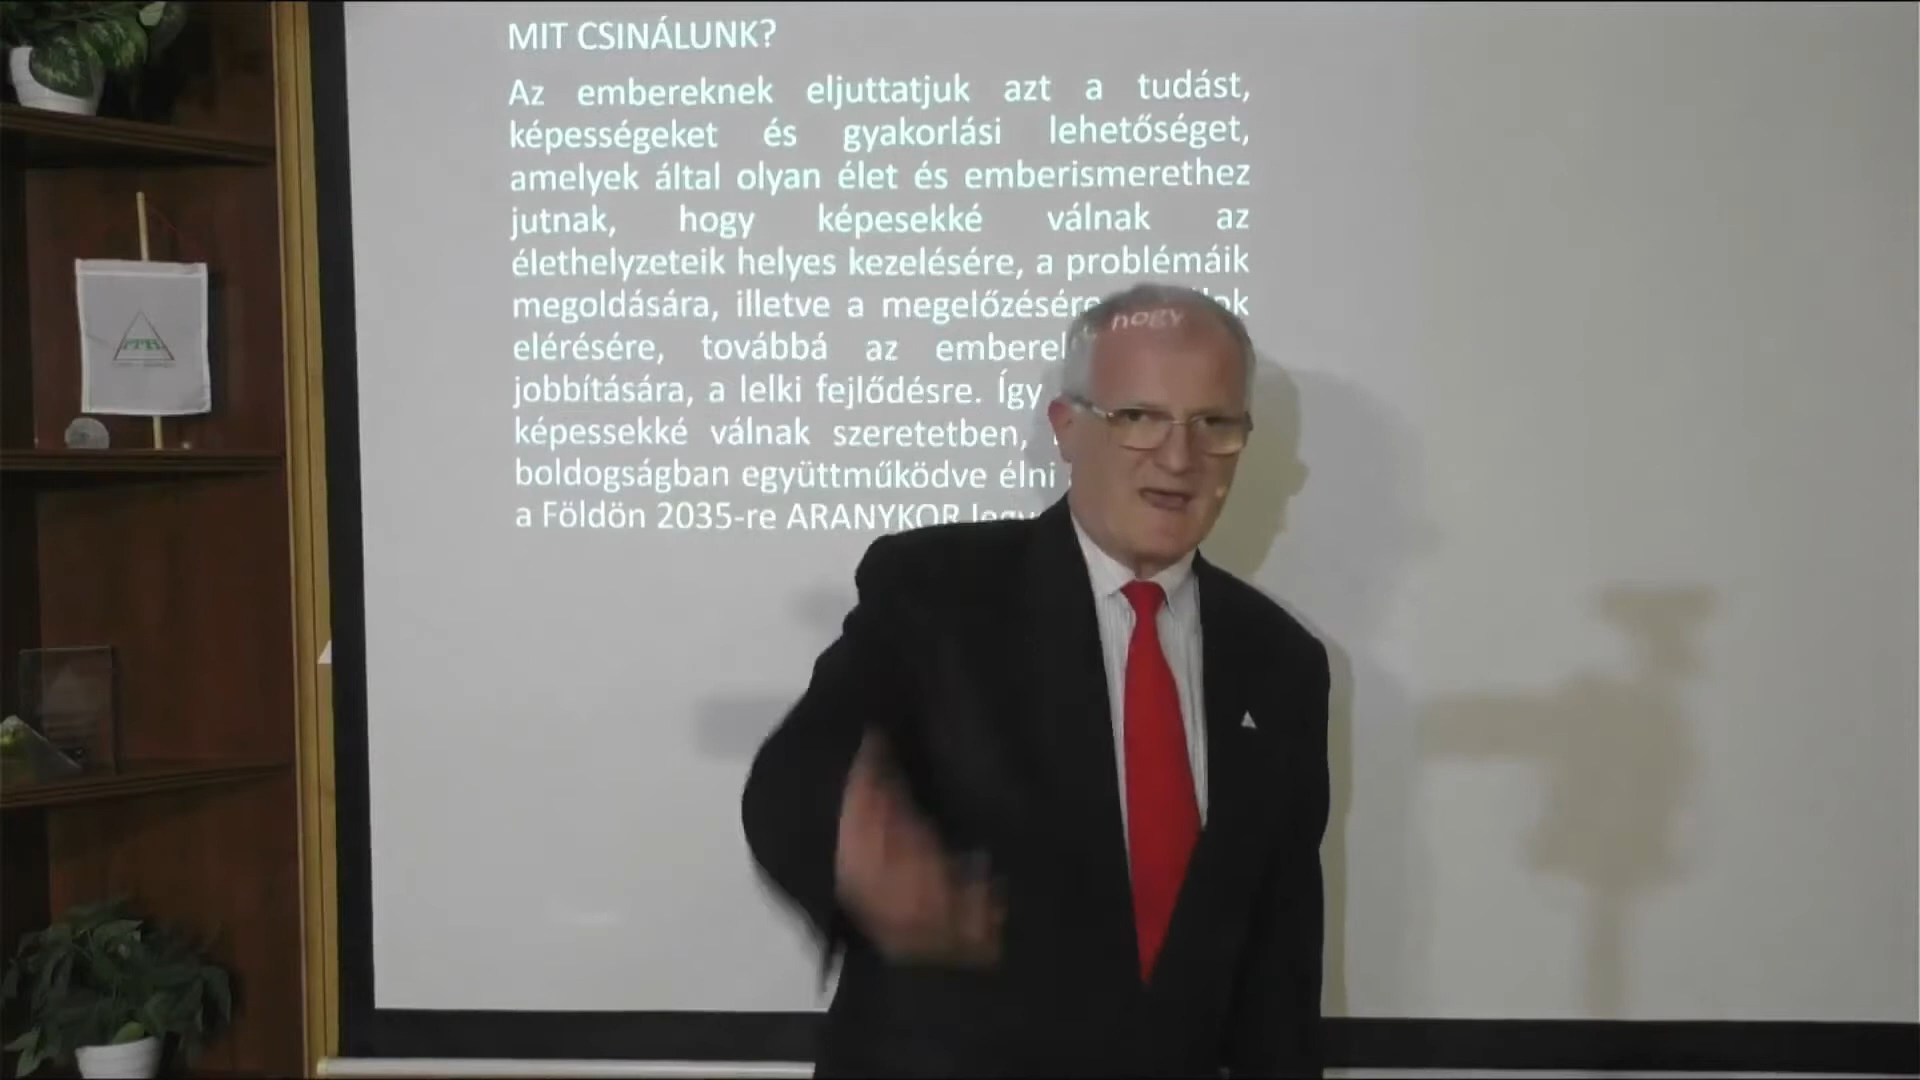 MIT CSINÁLUNK?
Az embereknek eljuttatjuk azt a tudást,
képességeket és gyakorlási lehetőséget,
amelyek által olyan élet és emberismerethez
jutnak, hogy képesekké válnak az
élethelyzeteik helyes kezelésére, a problémáik
megoldására, illetve a megelőzésére
elérésére, továbbá az
jobbítására, a lelki fejlődésre. Így hogy
képessekké válnak szeretetben,
boldogságban együttműködve élni
a Földön 2035-re ARANYKOR